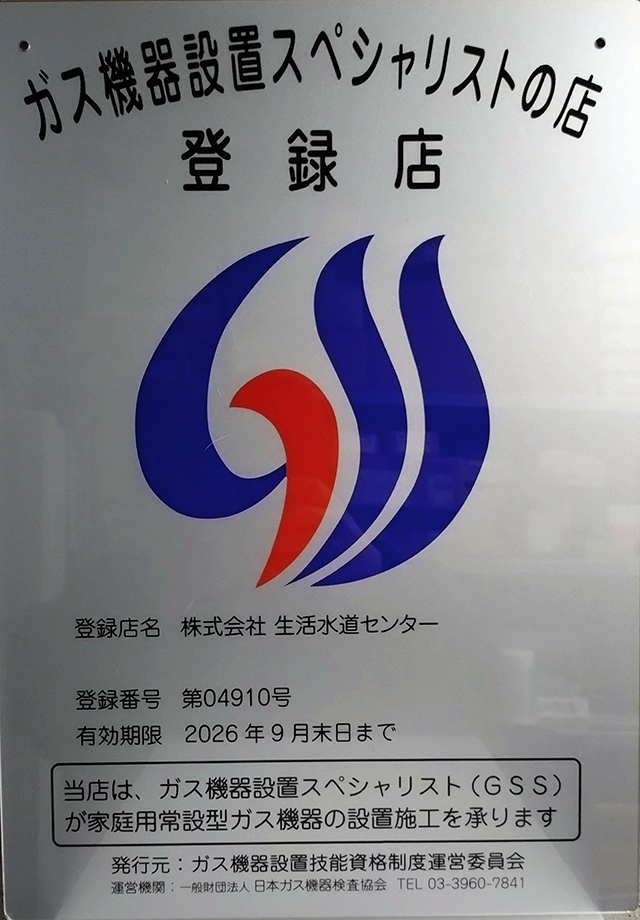 ガス機器設置スペシャリストの店
登録店
登録店名 株式会社 生活水道センター
登録番号 第04910号
有効期限 2026年9月末日まで
当店は、ガス機器設置スペシャリスト(GSS)
が家庭用常設型ガス機器の設置施工を承ります
発行元：ガス機器設置技能資格制度運営委員会
運営機関：一般財団法人 日本ガス機器検査協会 TEL 03-3960-7841